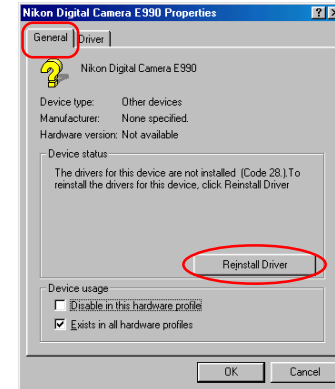 Nikon Digital Camera E990 Properties
General
Driver
Nikon Digital Camera E990
Device type: Other devices
Manufacturer: None specified.
Hardware version: Not available
Device status
The drivers for this device are not installed (Code 28.).To
reinstall the drivers for this device, click Reinstall Driver
Reinstall Driver
Device usage
Disable in this hardware profile
Exists in all hardware profiles
OK
Cancel